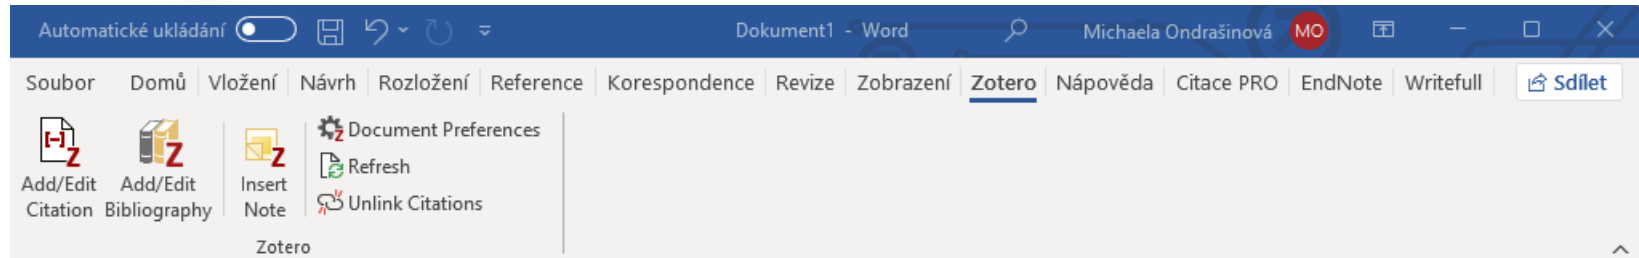 Automatické ukládání Dokument1 - Word Michaela Ondrašinová MO
Soubor Domů Vložení Návrh Rozložení Reference Korespondence Revize Zobrazení Zotero Nápověda Citace PRO EndNote Writefull Sdílet
Add/Edit Citation
Add/Edit Bibliography
Insert Note
Document Preferences
Refresh
Unlink Citations
Zotero